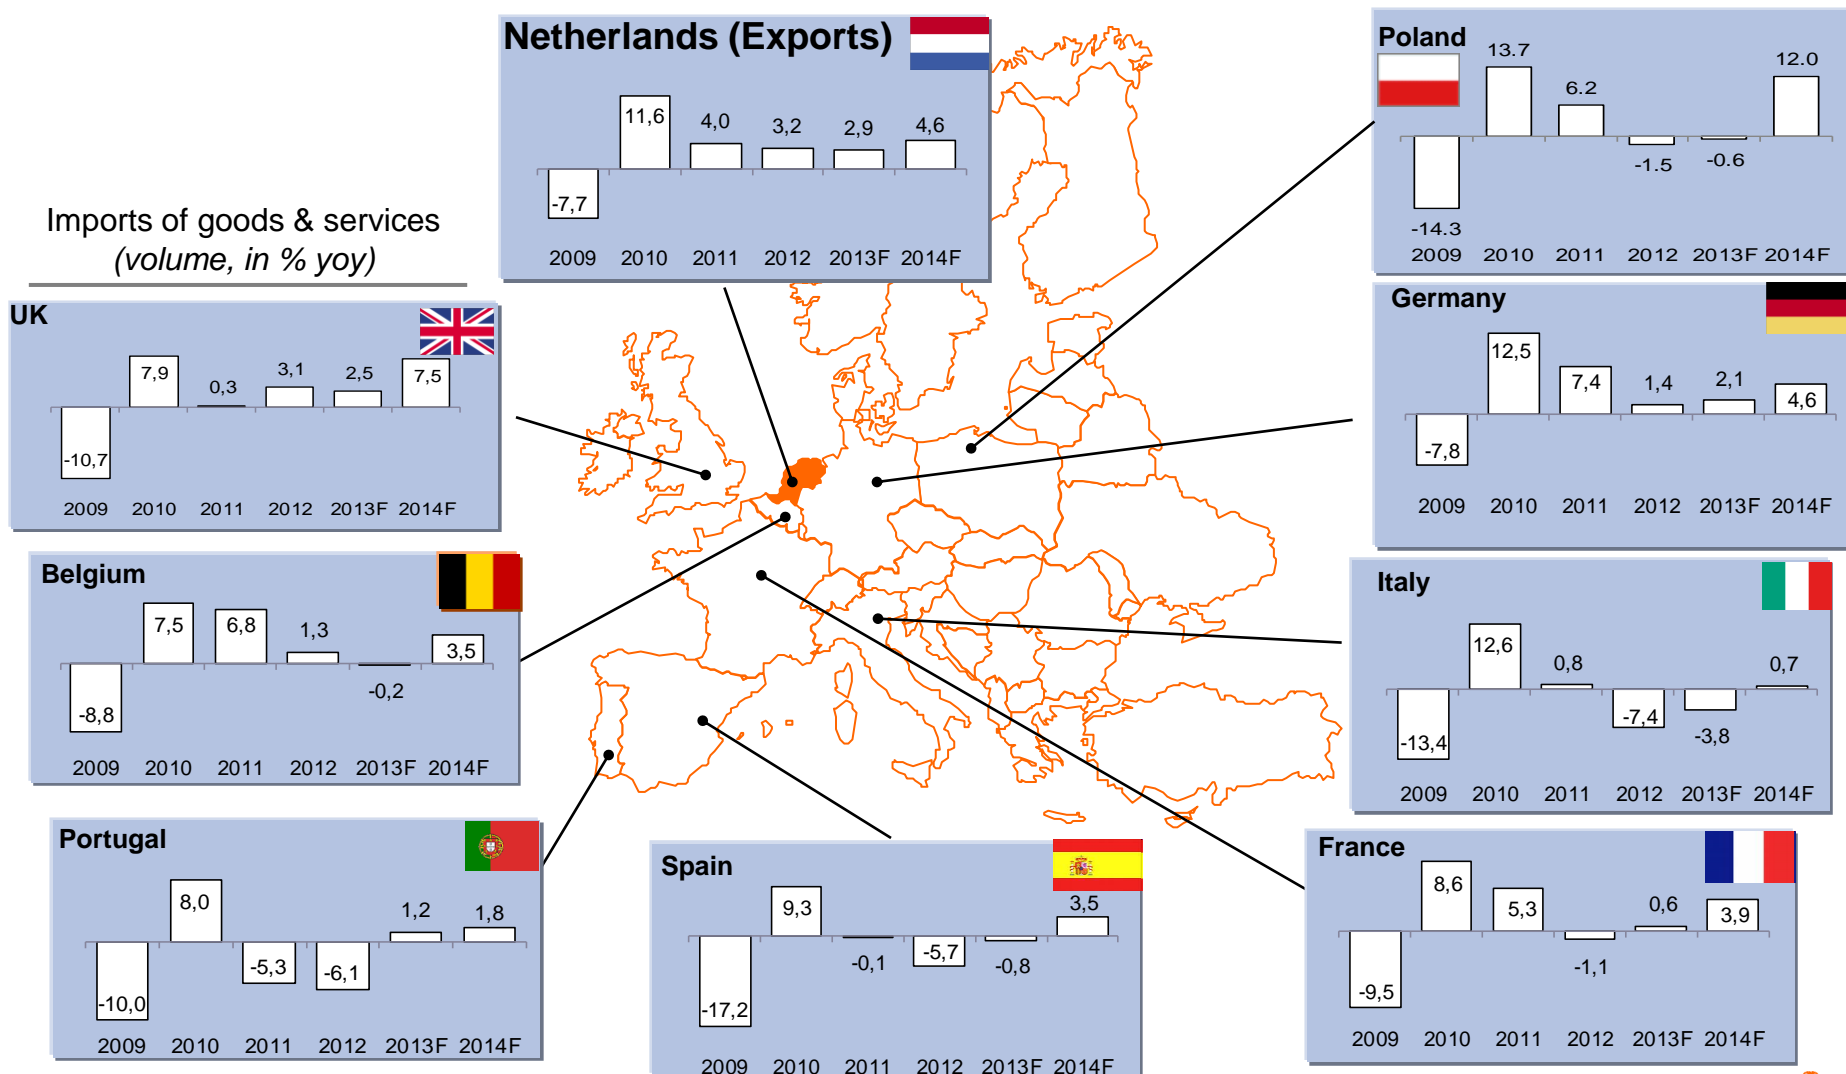 Netherlands (Exports)
11,6
4,0
3,2
2,9
4,6
-7,7
2009 2010 2011 2012 2013F 2014F
Poland
13.7
6.2
12.0
-1.5
-0.6
-14.3
2009 2010 2011 2012 2013F 2014F
Imports of goods & services
(volume, in % yoy)
UK
7,9
0,3
3,1
2,5
7,5
-10,7
2009 2010 2011 2012 2013F 2014F
Germany
12,5
7,4
1,4
2,1
4,6
-7,8
2009 2010 2011 2012 2013F 2014F
Belgium
7,5
6,8
1,3
-0,2
3,5
-8,8
2009 2010 2011 2012 2013F 2014F
Italy
12,6
0,8
0,7
-7,4
-3,8
-13,4
2009 2010 2011 2012 2013F 2014F
Portugal
8,0
1,2
1,8
-5,3
-6,1
-10,0
2009 2010 2011 2012 2013F 2014F
Spain
9,3
3,5
-0,1
-5,7
-0,8
-17,2
2009 2010 2011 2012 2013F 2014F
France
8,6
5,3
0,6
3,9
-1,1
-9,5
2009 2010 2011 2012 2013F 2014F